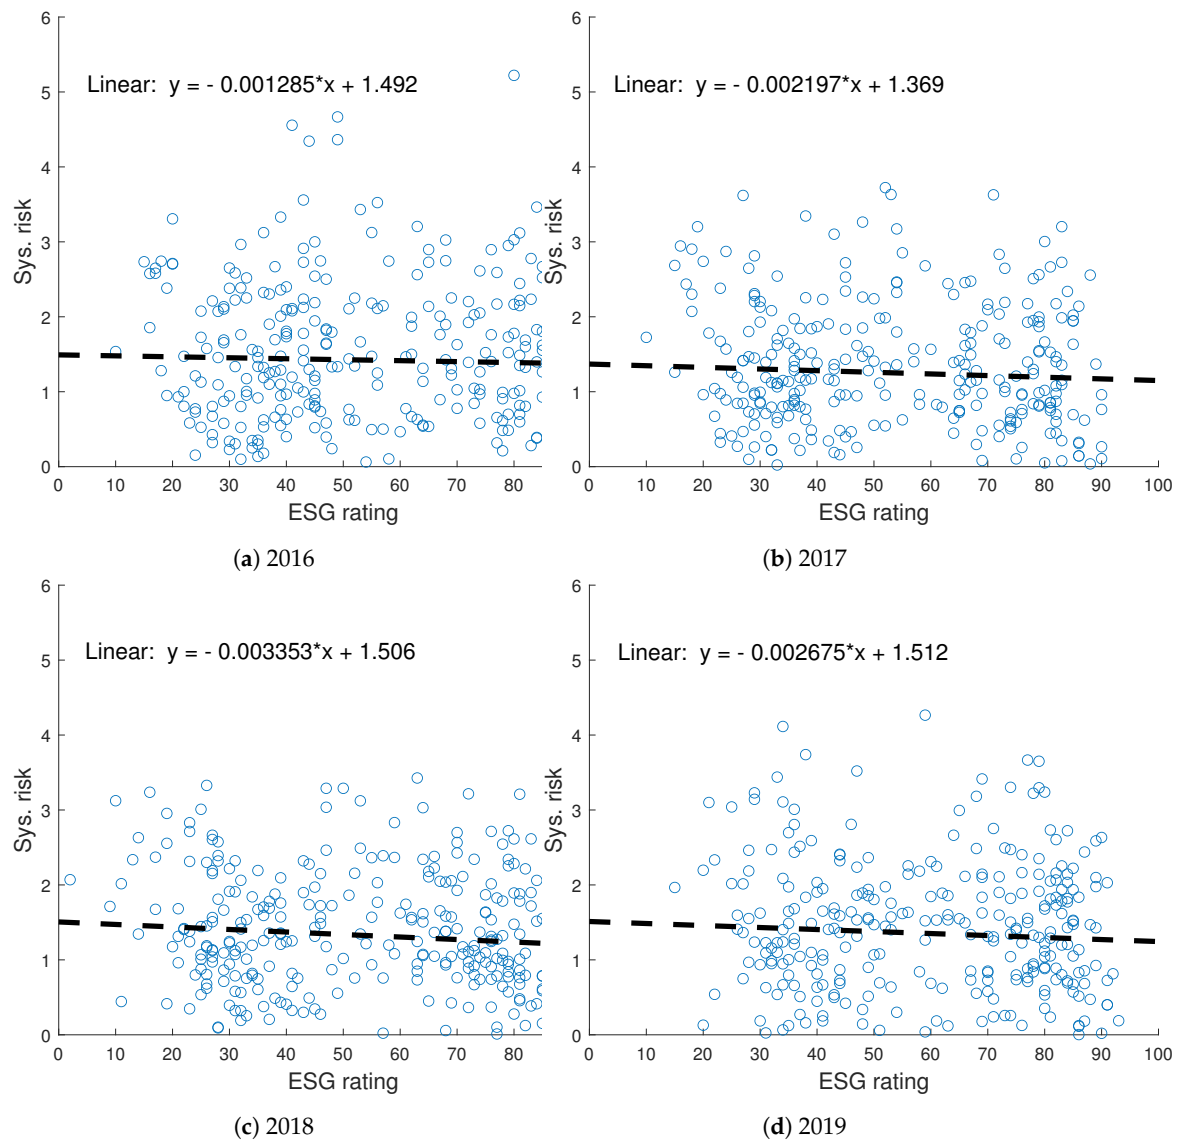 6
5
4
3
2
1
0
Sys. risk
Linear: y = - 0.001285*x + 1.492
0 10 20 30 40 50 60 70 80
ESG rating
(a) 2016
6
5
4
3
2
1
0
Sys. risk
Linear: y = - 0.002197*x + 1.369
0 10 20 30 40 50 60 70 80 90 100
ESG rating
(b) 2017
6
5
4
3
2
1
0
Sys. risk
Linear: y = - 0.003353*x + 1.506
0 10 20 30 40 50 60 70 80
ESG rating
(c) 2018
6
5
4
3
2
1
0
Sys. risk
Linear: y = - 0.002675*x + 1.512
0 10 20 30 40 50 60 70 80 90 100
ESG rating
(d) 2019